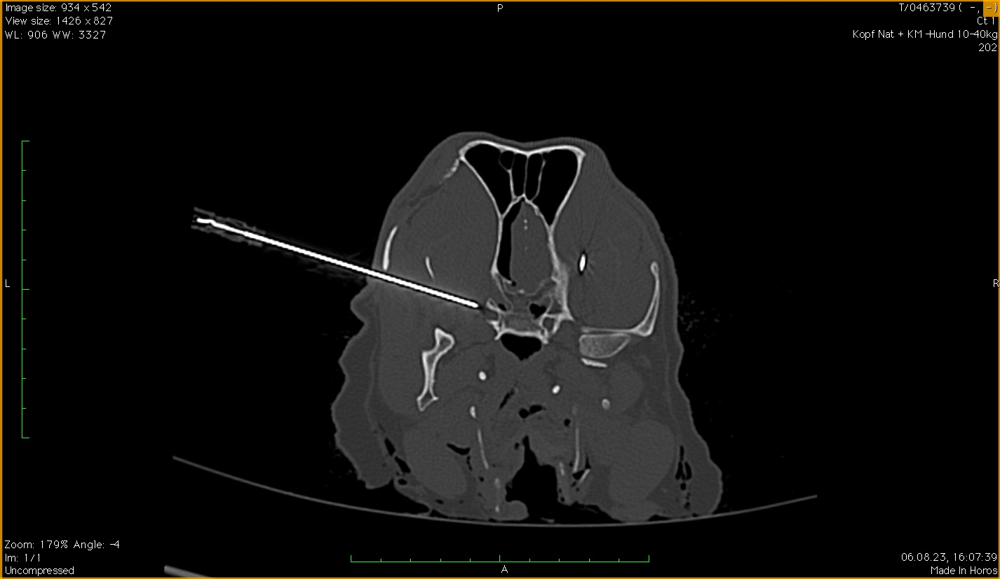 Image size: 934 x 542
View size: 1426 x 827
WL: 906 WW: 3327
P
T/0463739 ( -, -)
Ct 1
Kopf Nat + KM -Hund 10-40kg
202
L
R
Zoom: 179% Angle: -4
Im: 1/1
Uncompressed
A
06.08.23, 16:07:39
Made In Horos